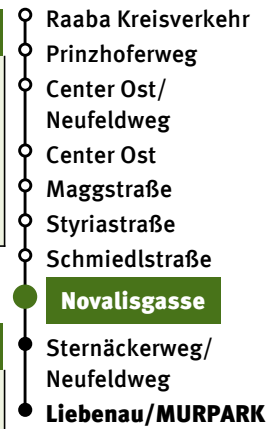 Raaba Kreisverkehr
Prinzhoferweg
Center Ost/
Neufeldweg
Center Ost
Maggstraße
Styriastraße
Schmiedlstraße
Novalisgasse
Sternäckerweg/
Neufeldweg
Liebenau/MURPARK